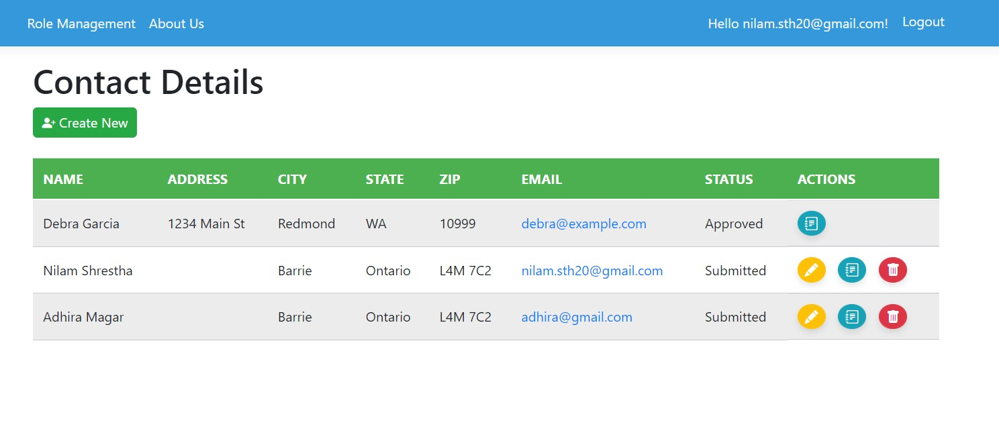 Role Management About Us Hello nilam.sth20@gmail.com! Logout
Contact Details
Create New
NAME ADDRESS CITY STATE ZIP EMAIL STATUS ACTIONS
Debra Garcia 1234 Main St Redmond WA 10999 debra@example.com Approved
Nilam Shrestha Barrie Ontario L4M 7C2 nilam.sth20@gmail.com Submitted
Adhira Magar Barrie Ontario L4M 7C2 adhira@gmail.com Submitted